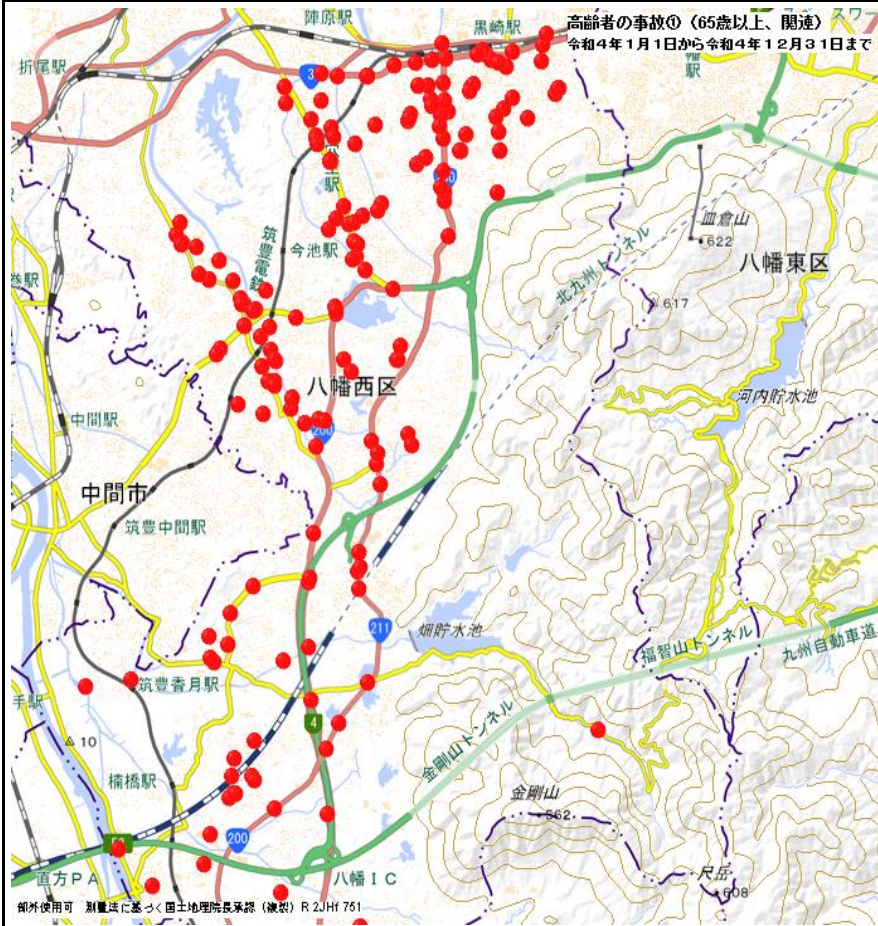 高齢者の事故① (65歳以上、関連)
令和4年1月1日から令和4年12月31日まで
陣原駅
黒崎駅
折尾駅
3
皿倉山
622
八幡東区
今池駅
筑豊電鉄
北九州トンネル
617
八幡西区
河内貯水池
中間駅
200
中間市
筑豊中間駅
211
畑貯水池
福智山トンネル
九州自動車道
筑豊香月駅
4
金剛山トンネル
10
楠橋駅
金剛山
562
200
直方PA
八幡IC
尺岳
608
部外使用可 測量法に基づく国土地理院長承認(複製)R 2JHf 751